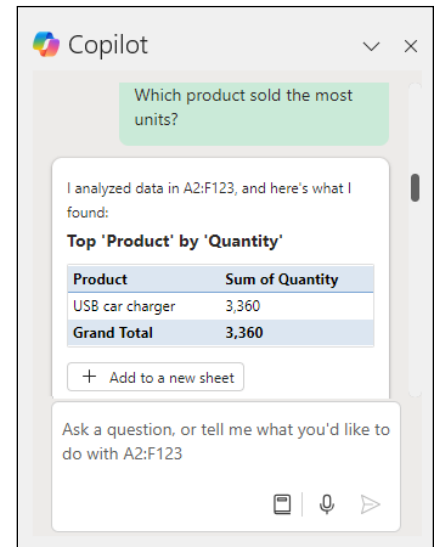 Copilot
Which product sold the most
units?
I analyzed data in A2:F123, and here's what I
found:
Top 'Product' by 'Quantity'
Product Sum of Quantity
USB car charger 3,360
Grand Total 3,360
+ Add to a new sheet
Ask a question, or tell me what you'd like to
do with A2:F123